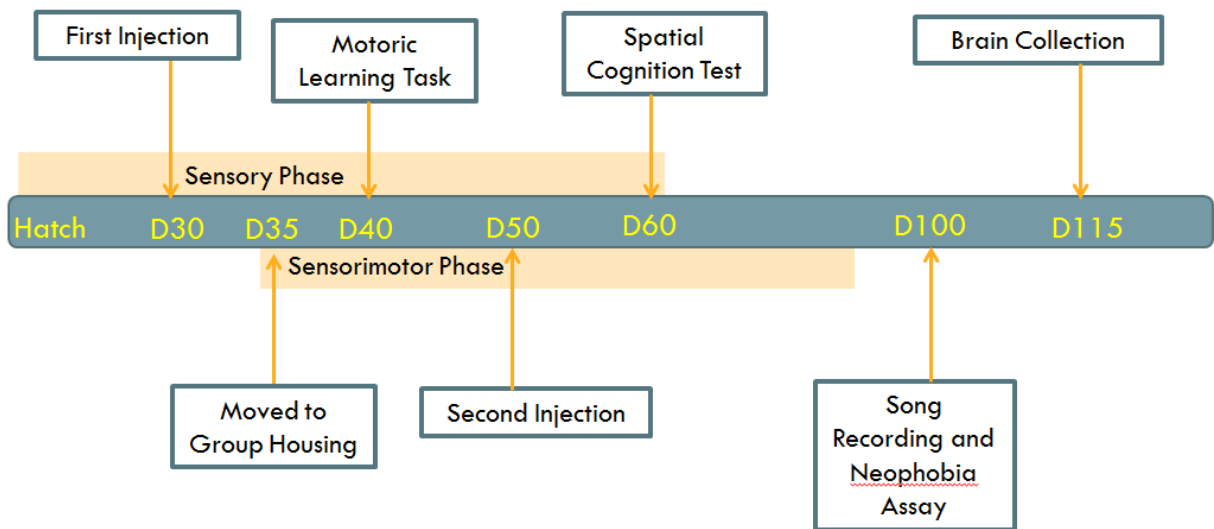 First Injection
Motoric
Learning Task
Spatial
Cognition Test
Brain Collection
Sensory Phase
Hatch D30 D35 D40 D50 D60 D100 D115
Sensorimotor Phase
Moved to
Group Housing
Second Injection
Song
Recording and
Neophobia
Assay